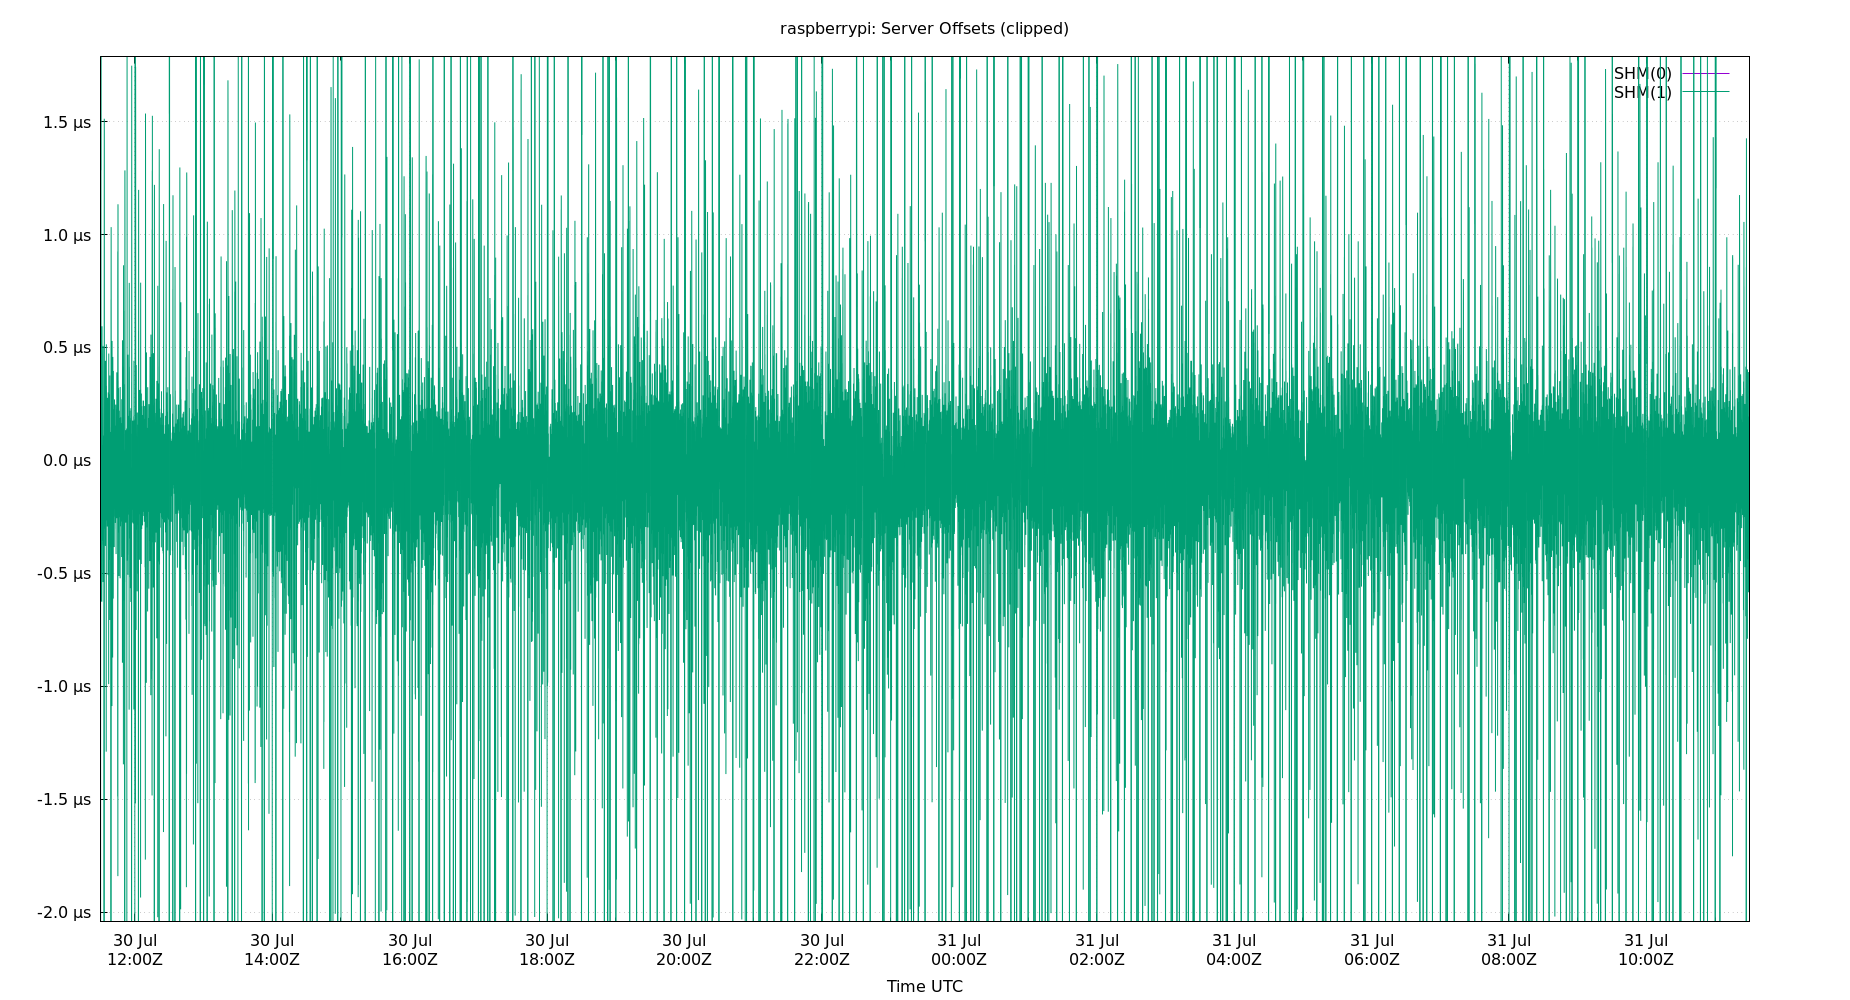 raspberrypi: Server Offsets (clipped)
SHM(0)
SHM(1)
1.5 μs
1.0 μs
0.5 μs
0.0 μs
-0.5 μs
-1.0 μs
-1.5 μs
-2.0 μs
30 Jul 30 Jul 30 Jul 30 Jul 30 Jul 30 Jul 31 Jul 31 Jul 31 Jul 31 Jul 31 Jul 31 Jul
12:00Z 14:00Z 16:00Z 18:00Z 20:00Z 22:00Z 00:00Z 02:00Z 04:00Z 06:00Z 08:00Z 10:00Z
Time UTC